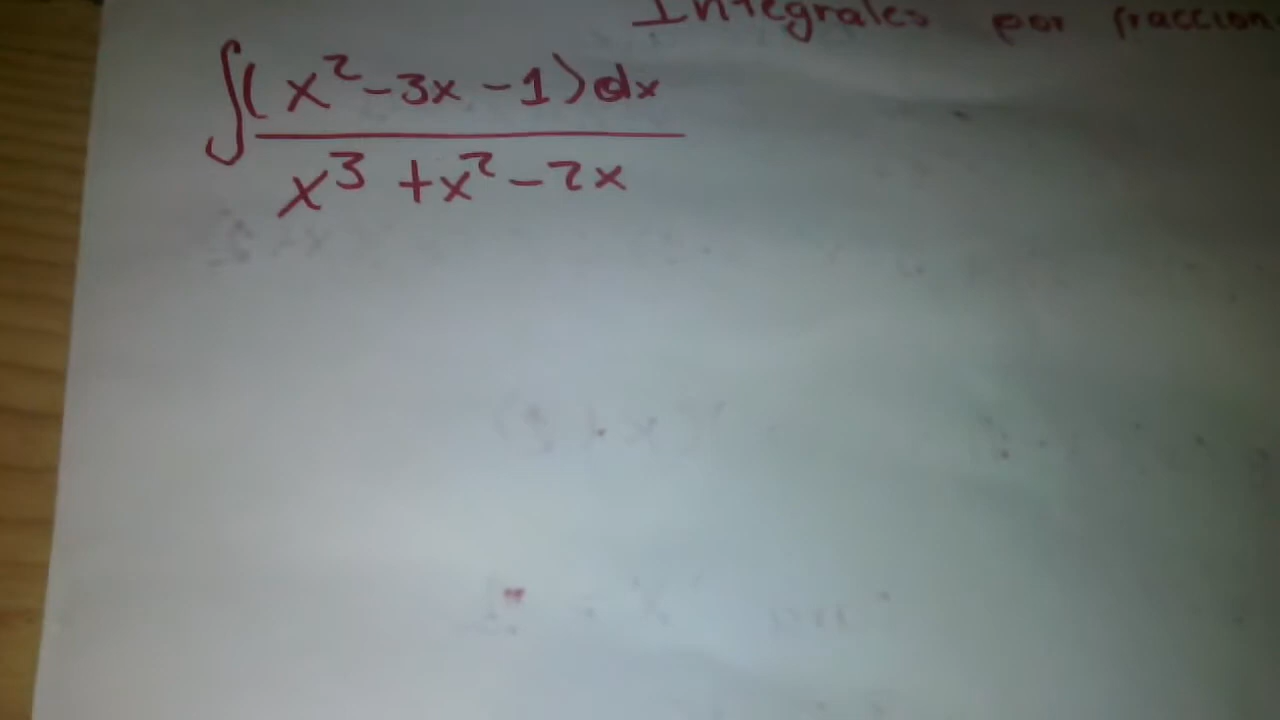 Integrales por fraccion
∫(x²-3x-1)dx
x³+x²-2x